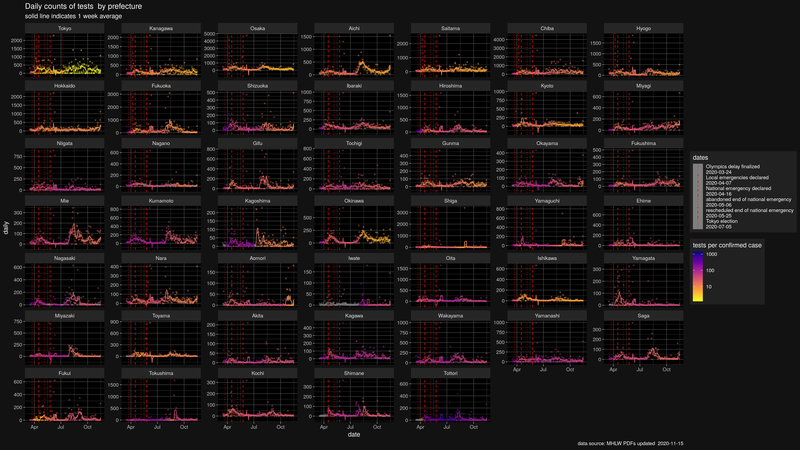 Daily counts of tests by prefecture
solid line indicates 1 week average
Tokyo
Kanagawa
Osaka
Aichi
Saitama
Chiba
Hyogo
Hokkaido
Fukuoka
Shizuoka
Ibaraki
Hiroshima
Kyoto
Miyagi
Niigata
Nagano
Gifu
Tochigi
Gunma
Okayama
Fukushima
Mie
Kumamoto
Kagoshima
Okinawa
Shiga
Yamaguchi
Ehime
Nagasaki
Nara
Aomori
Iwate
Oita
Ishikawa
Yamagata
Miyazaki
Toyama
Akita
Kagawa
Wakayama
Yamanashi
Saga
Fukui
Tokushima
Kochi
Shimane
Tottori
Apr Jul Oct
daily
date
dates
Olympics delay finalized
2020-03-24
Local emergencies declared
2020-04-07
National emergency declared
2020-04-16
abandoned end of national emergency
2020-05-06
rescheduled end of national emergency
2020-05-25
Tokyo election
2020-07-05
tests per confirmed case
1000
100
10
data source: MHLW PDFs updated 2020-11-15